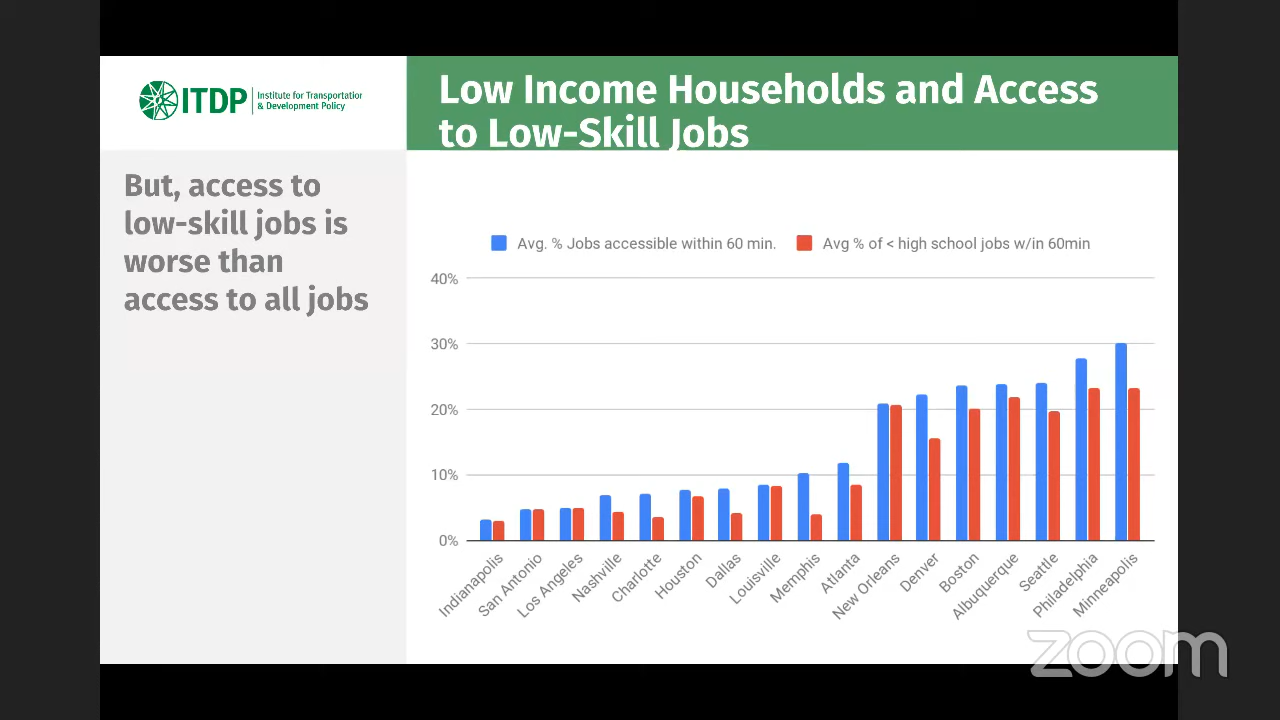 ITDP
Institute for Transportation
& Development Policy
Low Income Households and Access
to Low-Skill Jobs
But, access to
low-skill jobs is
worse than
access to all jobs
Avg. % Jobs accessible within 60 min.
Avg % of < high school jobs w/in 60min
40%
30%
20%
10%
0%
Indianapolis
San Antonio
Los Angeles
Nashville
Charlotte
Houston
Dallas
Louisville
Memphis
Atlanta
New Orleans
Denver
Boston
Albuquerque
Seattle
Philadelphia
Minneapolis
zoom